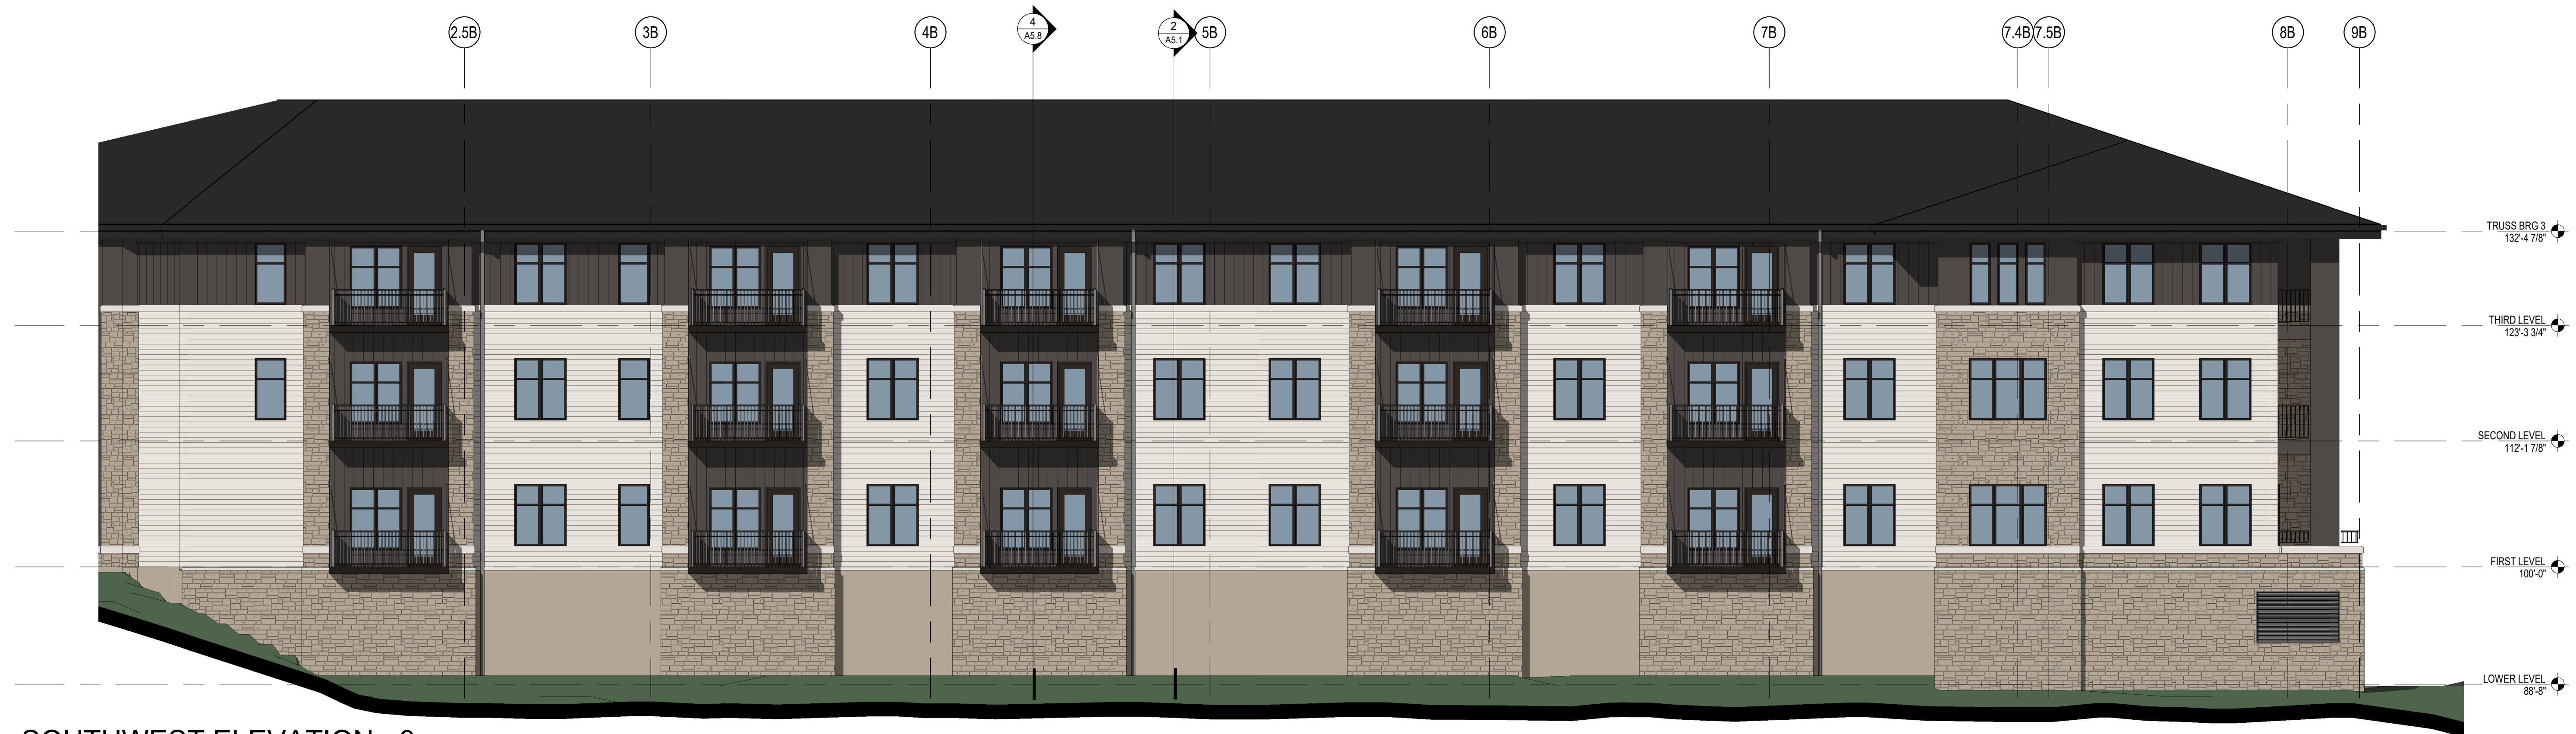 2.5B
3B
4B
4
A5.8
2
A5.1
5B
6B
7B
7.4B
7.5B
8B
9B
TRUSS BRG 3
132'-4 7/8"
THIRD LEVEL
123'-3 3/4"
SECOND LEVEL
112'-1 7/8"
FIRST LEVEL
100'-0"
LOWER LEVEL
88'-8"
SOUTHWEST ELEVATION